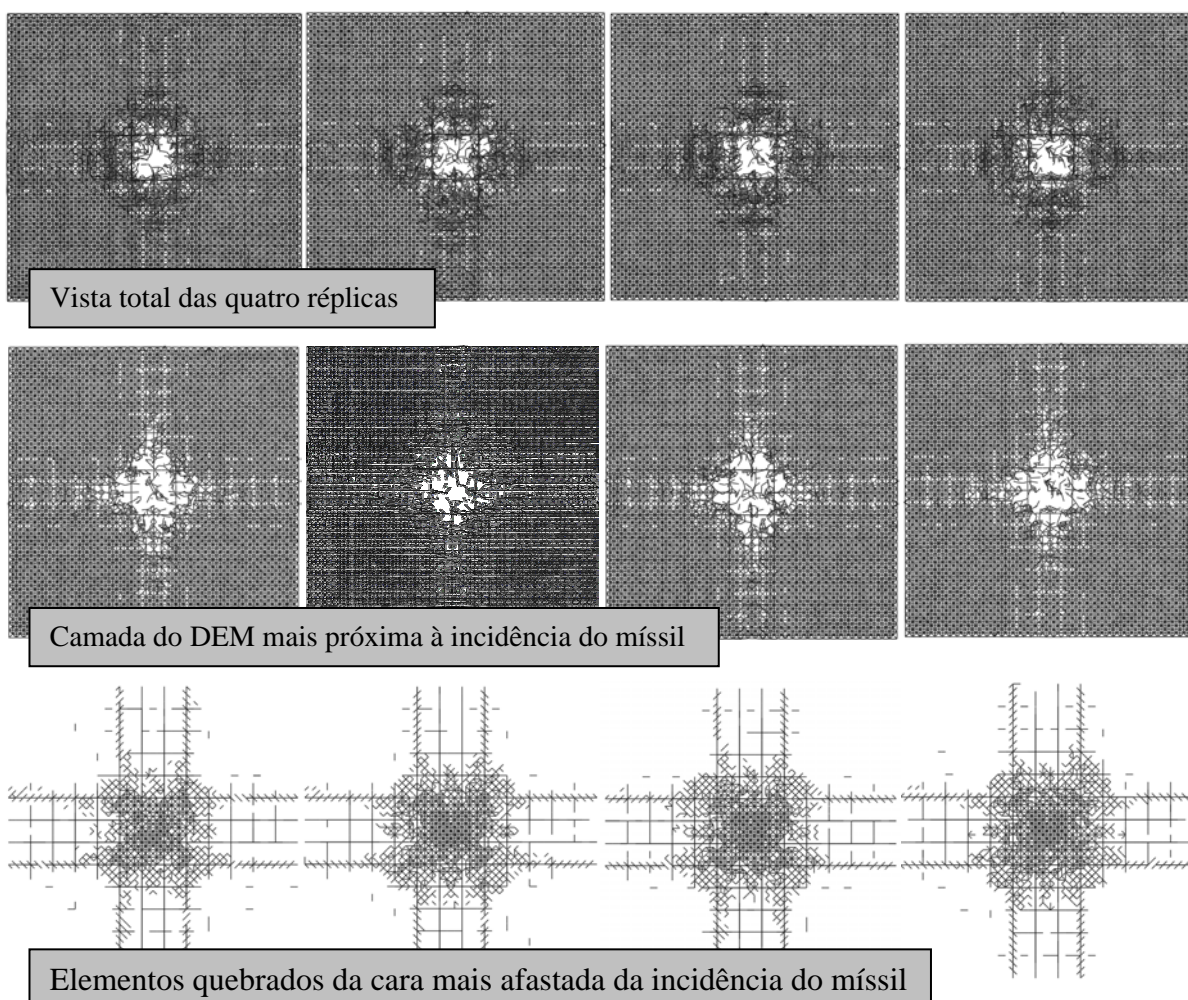 Vista total das quatro réplicas
Camada do DEM mais próxima à incidência do míssil
Elementos quebrados da cara mais afastada da incidência do míssil